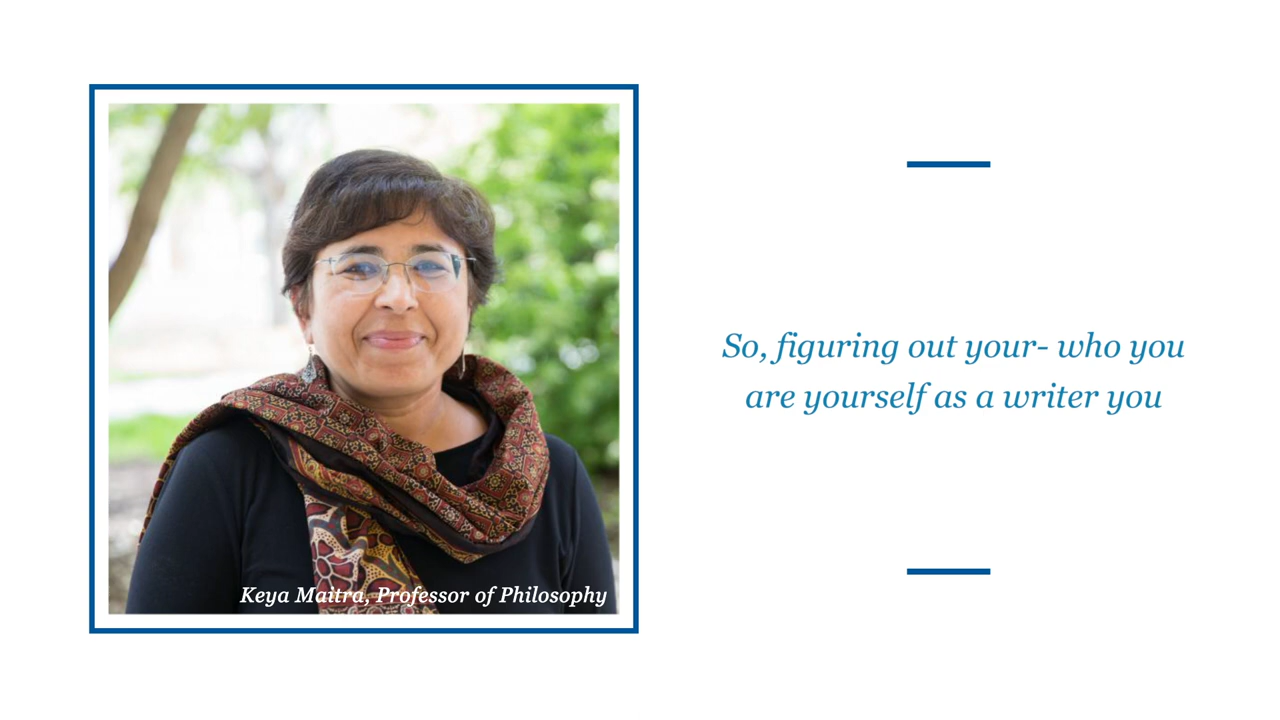 Keya Maitra, Professor of Philosophy
So, figuring out your- who you
are yourself as a writer you